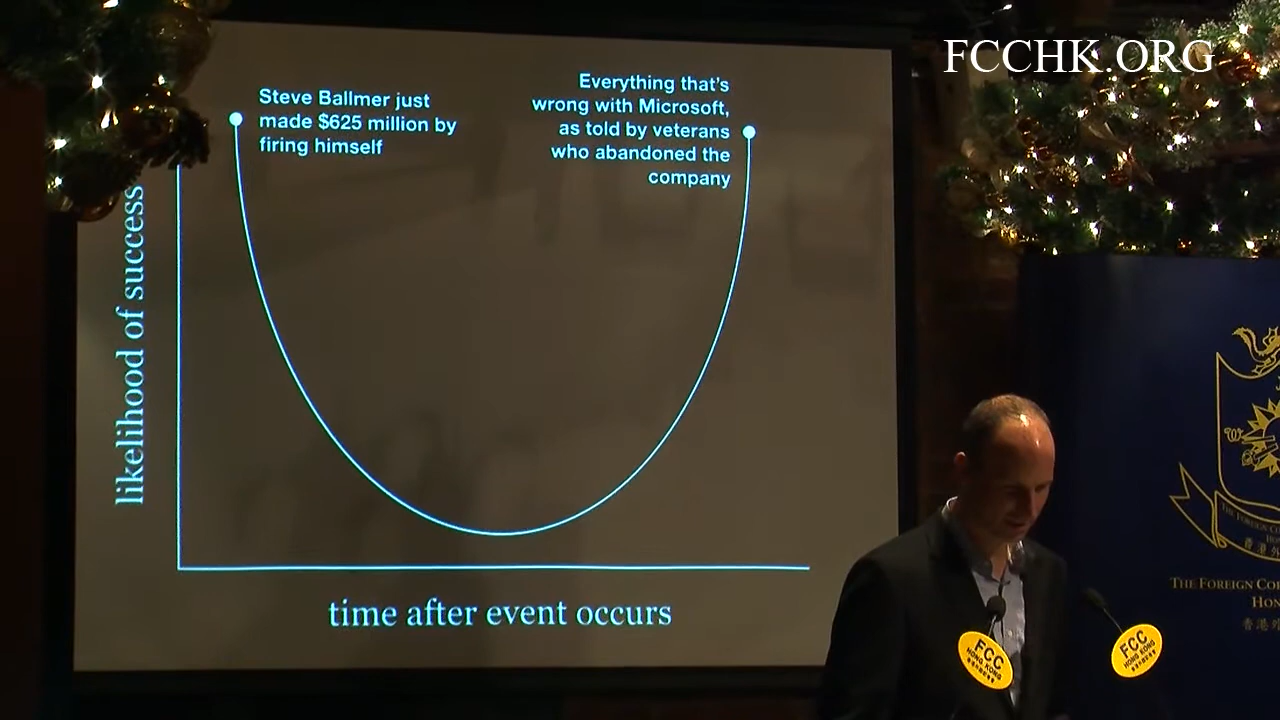 FCCHK.ORG
Steve Ballmer just
made $625 million by
firing himself
Everything that's
wrong with Microsoft,
as told by veterans
who abandoned the
company
likelihood of success
time after event occurs
THE FOREIGN
HON
香港
FCC
HONG KONG
FCC
HONG KONG